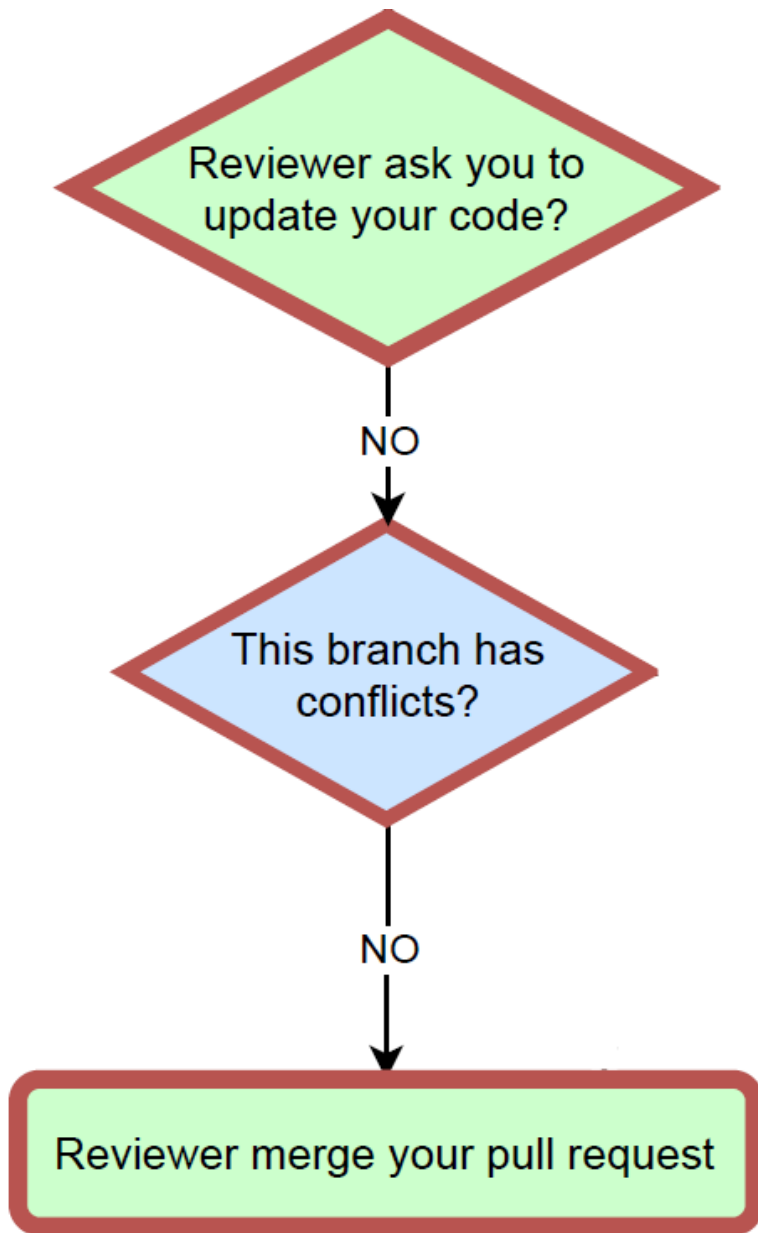 Reviewer ask you to
update your code?
NO
This branch has
conflicts?
NO
Reviewer merge your pull request